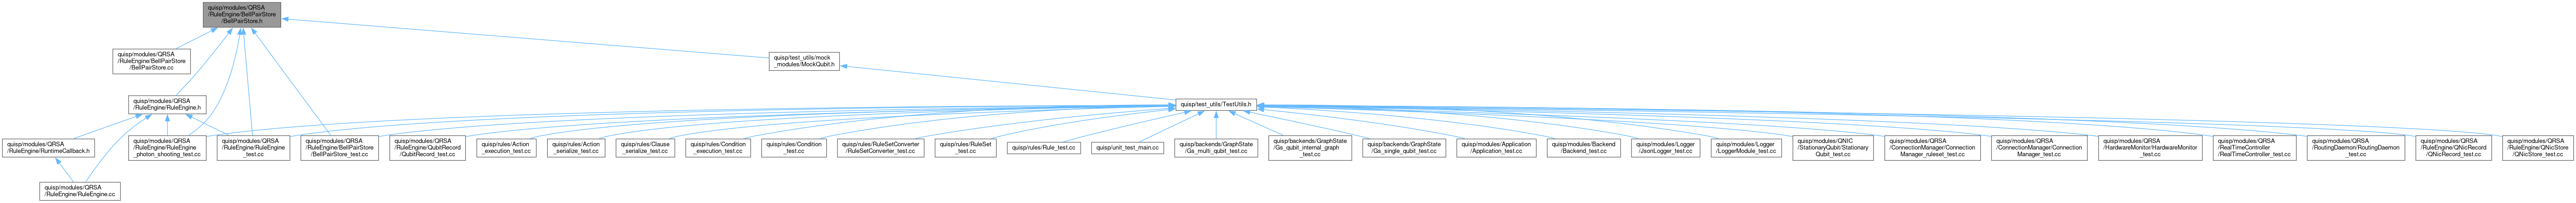 quisp/modules/QRSA
/RuleEngine/BellPairStore
/BellPairStore.h
quisp/modules/QRSA
/RuleEngine/BellPairStore
/BellPairStore.cc
quisp/test_utils/mock
_modules/MockQubit.h
quisp/modules/QRSA
/RuleEngine/RuleEngine.h
quisp/test_utils/TestUtils.h
quisp/modules/QRSA
/RuleEngine/RuntimeCallback.h
quisp/modules/QRSA
/RuleEngine/RuleEngine
_photon_shooting_test.cc
quisp/modules/QRSA
/RuleEngine/RuleEngine
_test.cc
quisp/modules/QRSA
/RuleEngine/BellPairStore
/BellPairStore_test.cc
quisp/modules/QRSA
/RuleEngine/QubitRecord
/QubitRecord_test.cc
quisp/rules/Action
_execution_test.cc
quisp/rules/Action
_serialize_test.cc
quisp/rules/Clause
_serialize_test.cc
quisp/rules/Condition
_execution_test.cc
quisp/rules/Condition
_test.cc
quisp/rules/RuleSetConverter
/RuleSetConverter_test.cc
quisp/rules/RuleSet
_test.cc
quisp/rules/Rule_test.cc
quisp/unit_test_main.cc
quisp/backends/GraphState
/Gs_multi_qubit_test.cc
quisp/backends/GraphState
/Gs_qubit_internal_graph
_test.cc
quisp/backends/GraphState
/Gs_single_qubit_test.cc
quisp/modules/Application
/Application_test.cc
quisp/modules/Backend
/Backend_test.cc
quisp/modules/Logger
/JsonLogger_test.cc
quisp/modules/Logger
/LoggerModule_test.cc
quisp/modules/QNIC
/StationaryQubit/Stationary
Qubit_test.cc
quisp/modules/QRSA
/ConnectionManager/Connection
Manager_ruleset_test.cc
quisp/modules/QRSA
/ConnectionManager/Connection
Manager_test.cc
quisp/modules/QRSA
/HardwareMonitor/HardwareMonitor
_test.cc
quisp/modules/QRSA
/RealTimeController
/RealTimeController_test.cc
quisp/modules/QRSA
/RoutingDaemon/RoutingDaemon
_test.cc
quisp/modules/QRSA
/RuleEngine/QNicRecord
/QNicRecord_test.cc
quisp/modules/QRSA
/RuleEngine/QNicStore
/QNicStore_test.cc
quisp/modules/QRSA
/RuleEngine/RuleEngine.cc